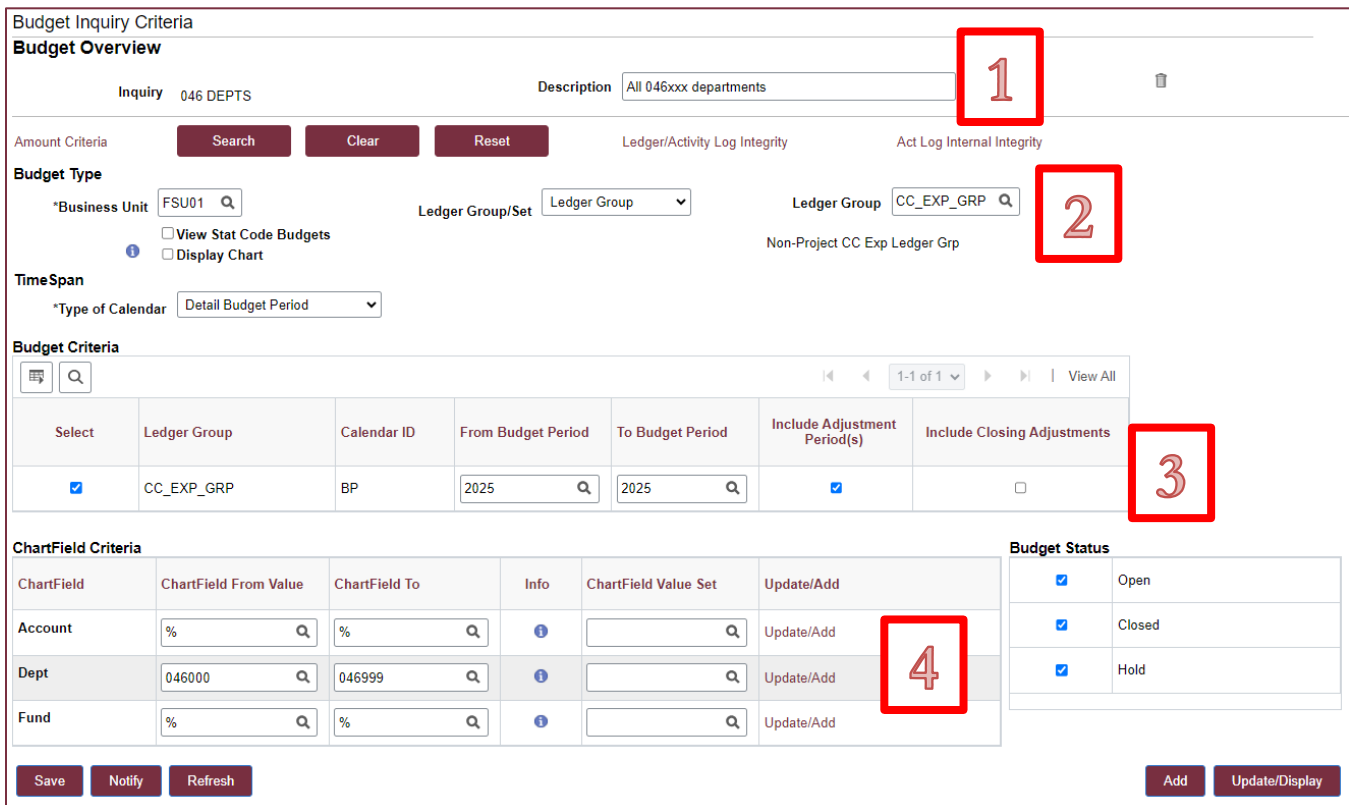 Budget Inquiry Criteria
Budget Overview
Inquiry 046 DEPTS Description All 046xxx departments 1
Amount Criteria Search Clear Reset Ledger/Activity Log Integrity Act Log Internal Integrity
Budget Type
*Business Unit FSU01 Ledger Group/Set Ledger Group Ledger Group CC_EXP_GRP 2
View Stat Code Budgets Non-Project CC Exp Ledger Grp
Display Chart
TimeSpan
*Type of Calendar Detail Budget Period
Budget Criteria
1-1 of 1 | View All
Select Ledger Group Calendar ID From Budget Period To Budget Period Include Adjustment Period(s) Include Closing Adjustments
CC_EXP_GRP BP 2025 2025 3
ChartField Criteria Budget Status
ChartField ChartField From Value ChartField To Info ChartField Value Set Update/Add Open
Account % % Update/Add Closed
Dept 046000 046999 Update/Add 4 Hold
Fund % % Update/Add
Save Notify Refresh Add Update/Display